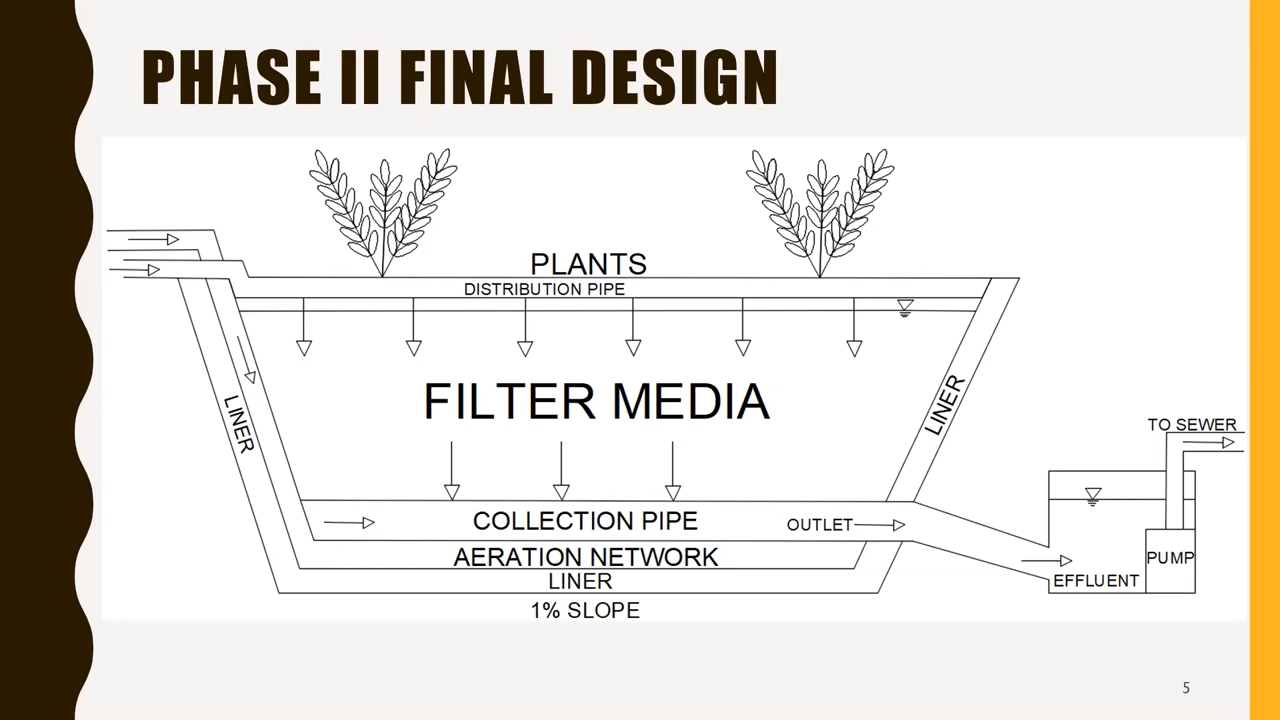 PHASE II FINAL DESIGN
PLANTS
DISTRIBUTION PIPE
FILTER MEDIA
LINER
LINER
TO SEWER
COLLECTION PIPE
OUTLET
AERATION NETWORK
PUMP
LINER
EFFLUENT
1% SLOPE
5